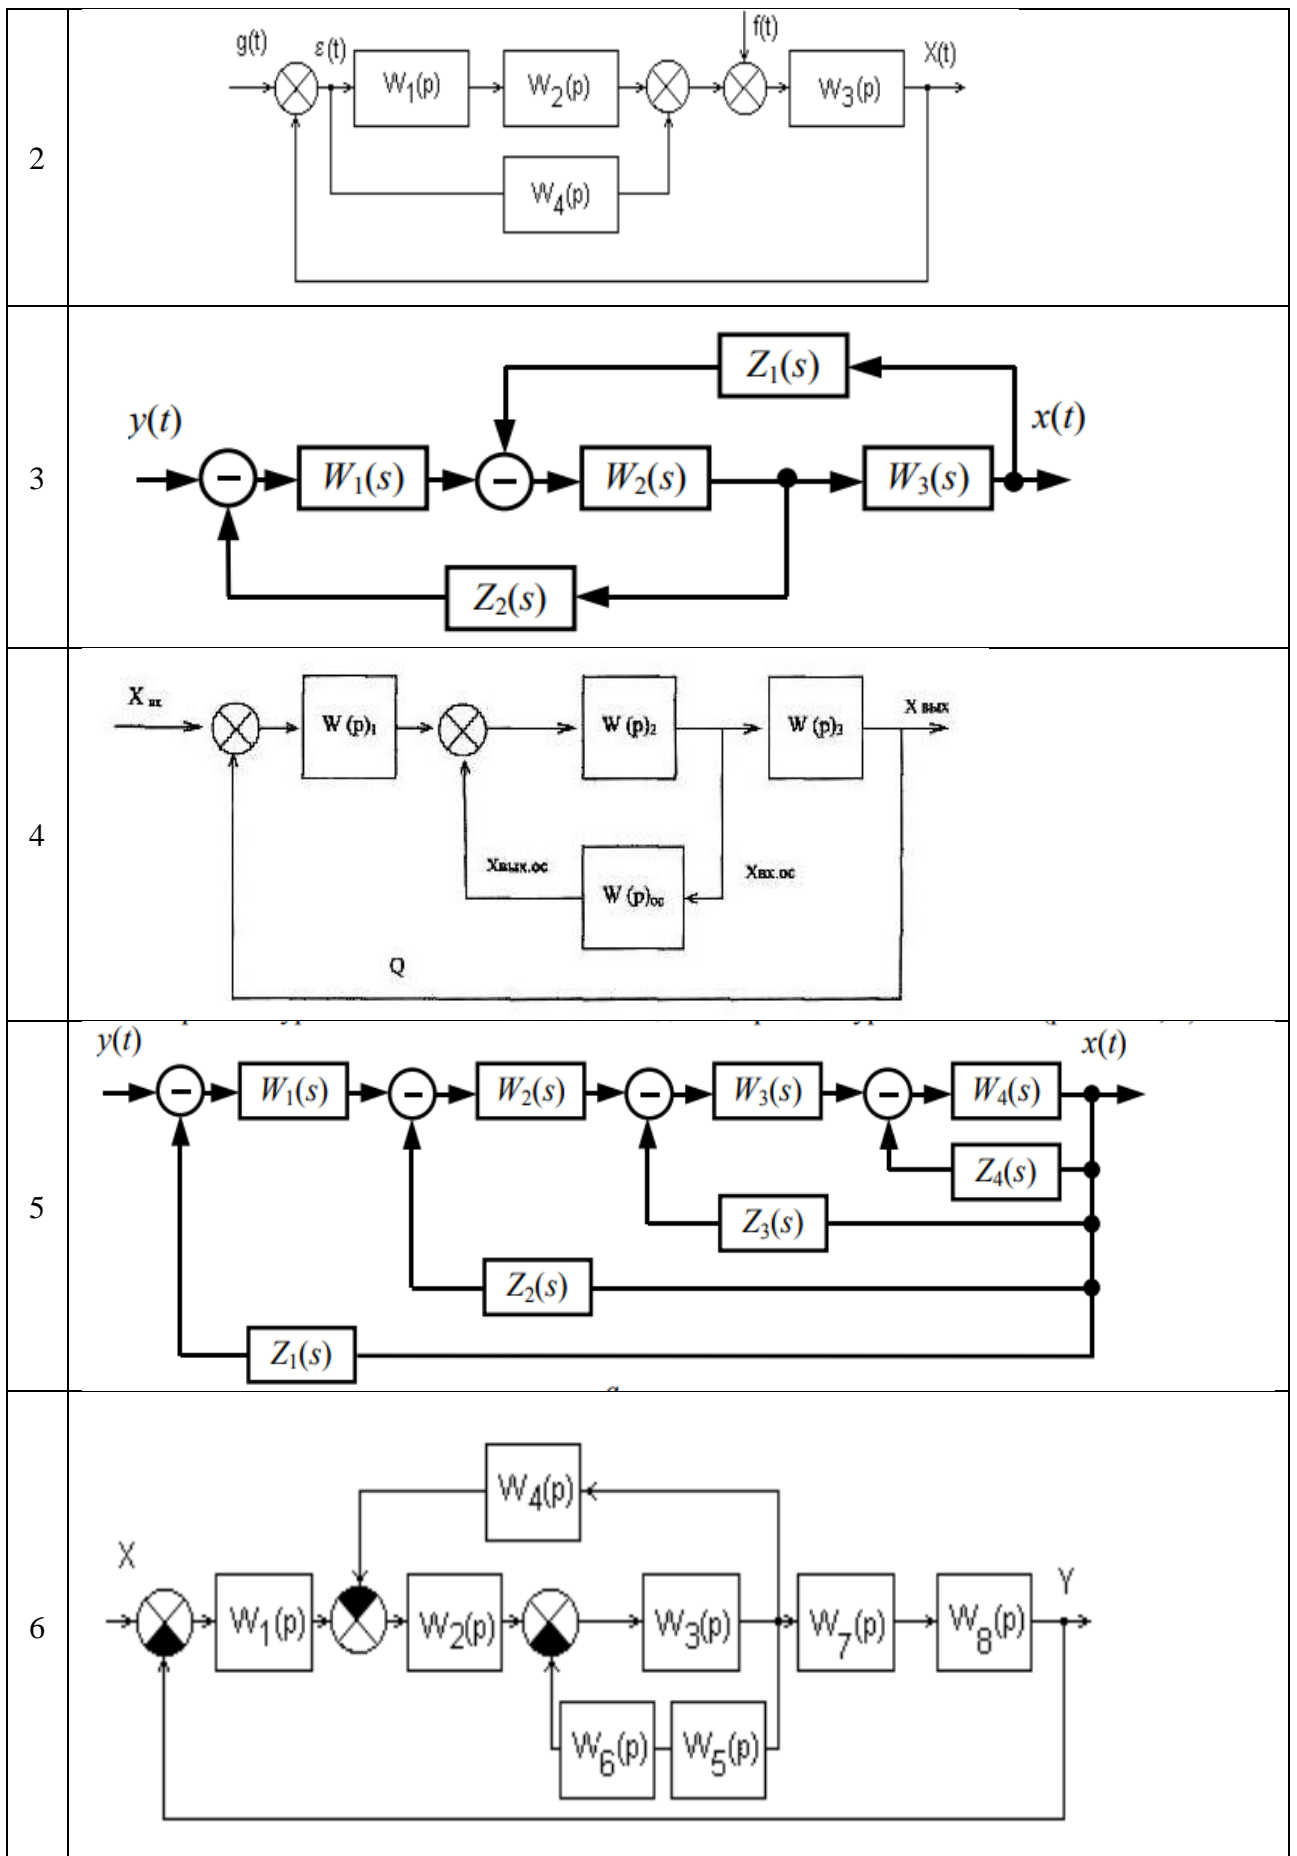 2
g(t)
ε(t)
W1(p)
W2(p)
f(t)
W3(p)
X(t)
W4(p)
3
Z1(s)
y(t)
x(t)
−
W1(s)
−
W2(s)
W3(s)
Z2(s)
4
X вх
W (p)1
W (p)2
W (p)3
X вых
Xвых.ос
W (p)ос
Xвх.ос
Q
5
y(t)
x(t)
−
W1(s)
−
W2(s)
−
W3(s)
−
W4(s)
Z4(s)
Z3(s)
Z2(s)
Z1(s)
6
W4(p)
X
Y
W1(p)
W2(p)
W3(p)
W7(p)
W8(p)
W6(p)
W5(p)